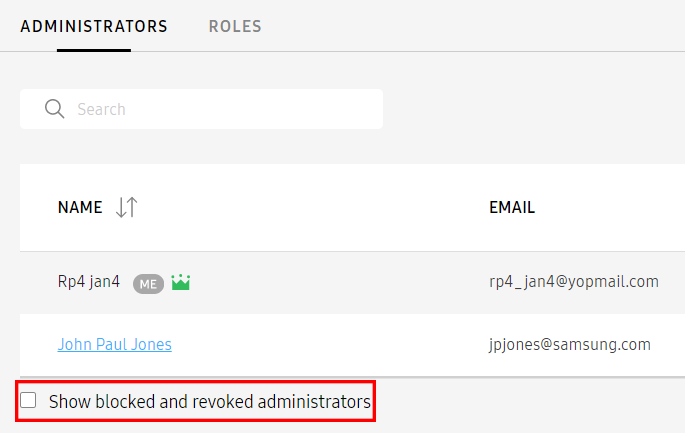 ADMINISTRATORS ROLES
Search
NAME EMAIL
Rp4 jan4 ME rp4_jan4@yopmail.com
John Paul Jones jpjones@samsung.com
Show blocked and revoked administrators